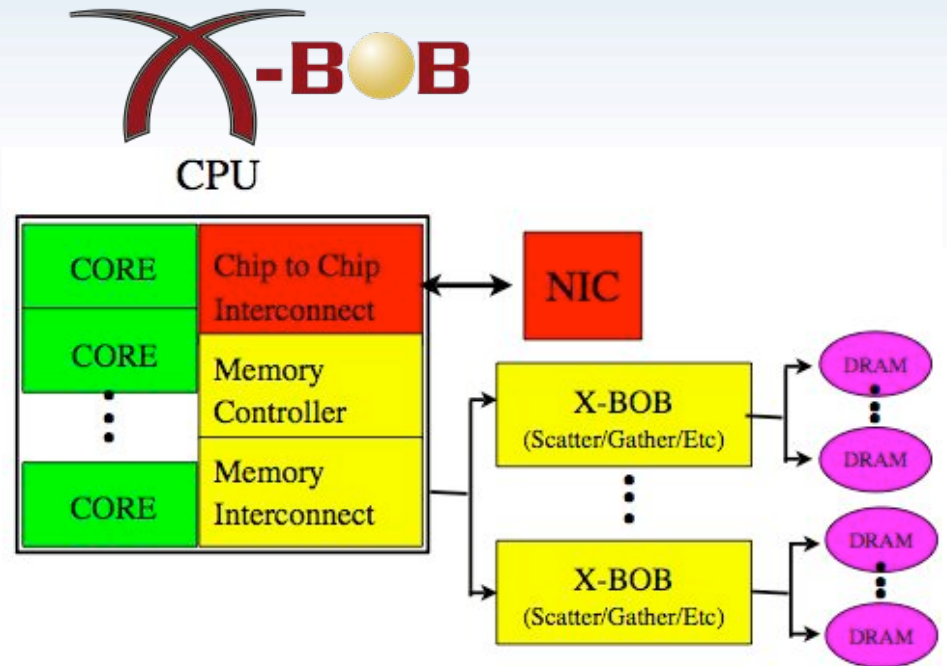 X-BOB
CPU
CORE
CORE
CORE
Chip to Chip
Interconnect
Memory
Controller
Memory
Interconnect
NIC
X-BOB
(Scatter/Gather/Etc)
X-BOB
(Scatter/Gather/Etc)
DRAM
DRAM
DRAM
DRAM